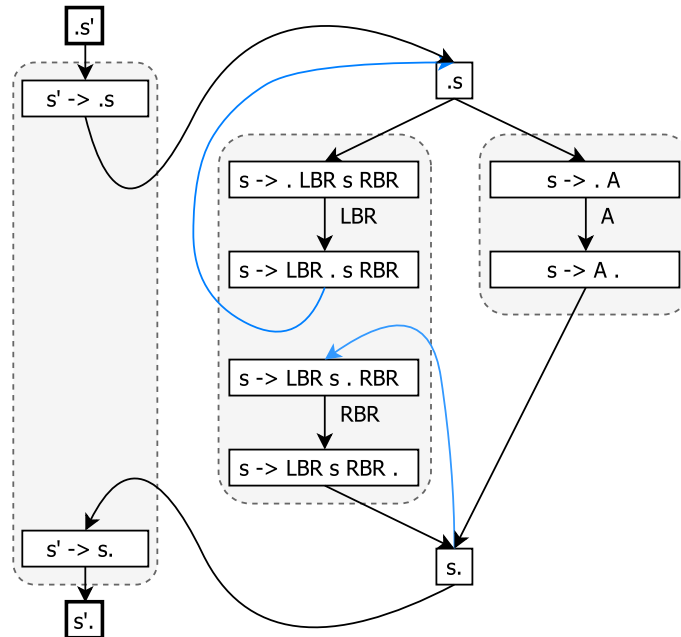 .s'
s' -> .s
.s
s -> . LBR s RBR
LBR
s -> LBR . s RBR
s -> . A
A
s -> A .
s -> LBR s . RBR
RBR
s -> LBR s RBR .
s' -> s.
s.
s'.